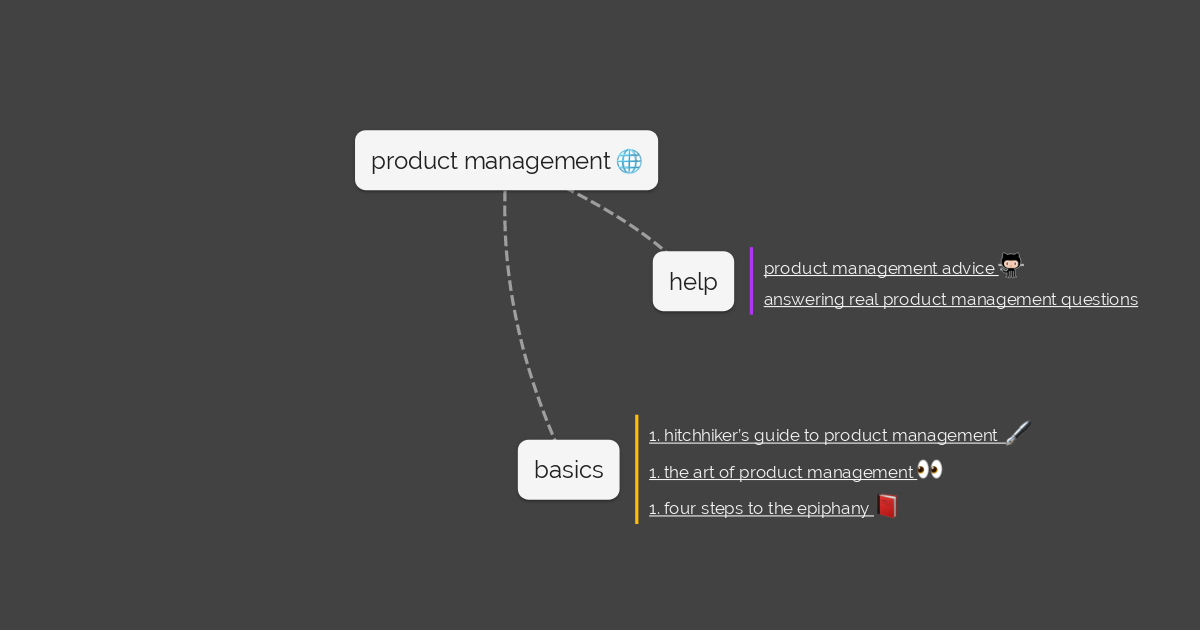 product management 🌐
help
product management advice
answering real product management questions
basics
1. hitchhiker's guide to product management
1. the art of product management 👀
1. four steps to the epiphany 📕